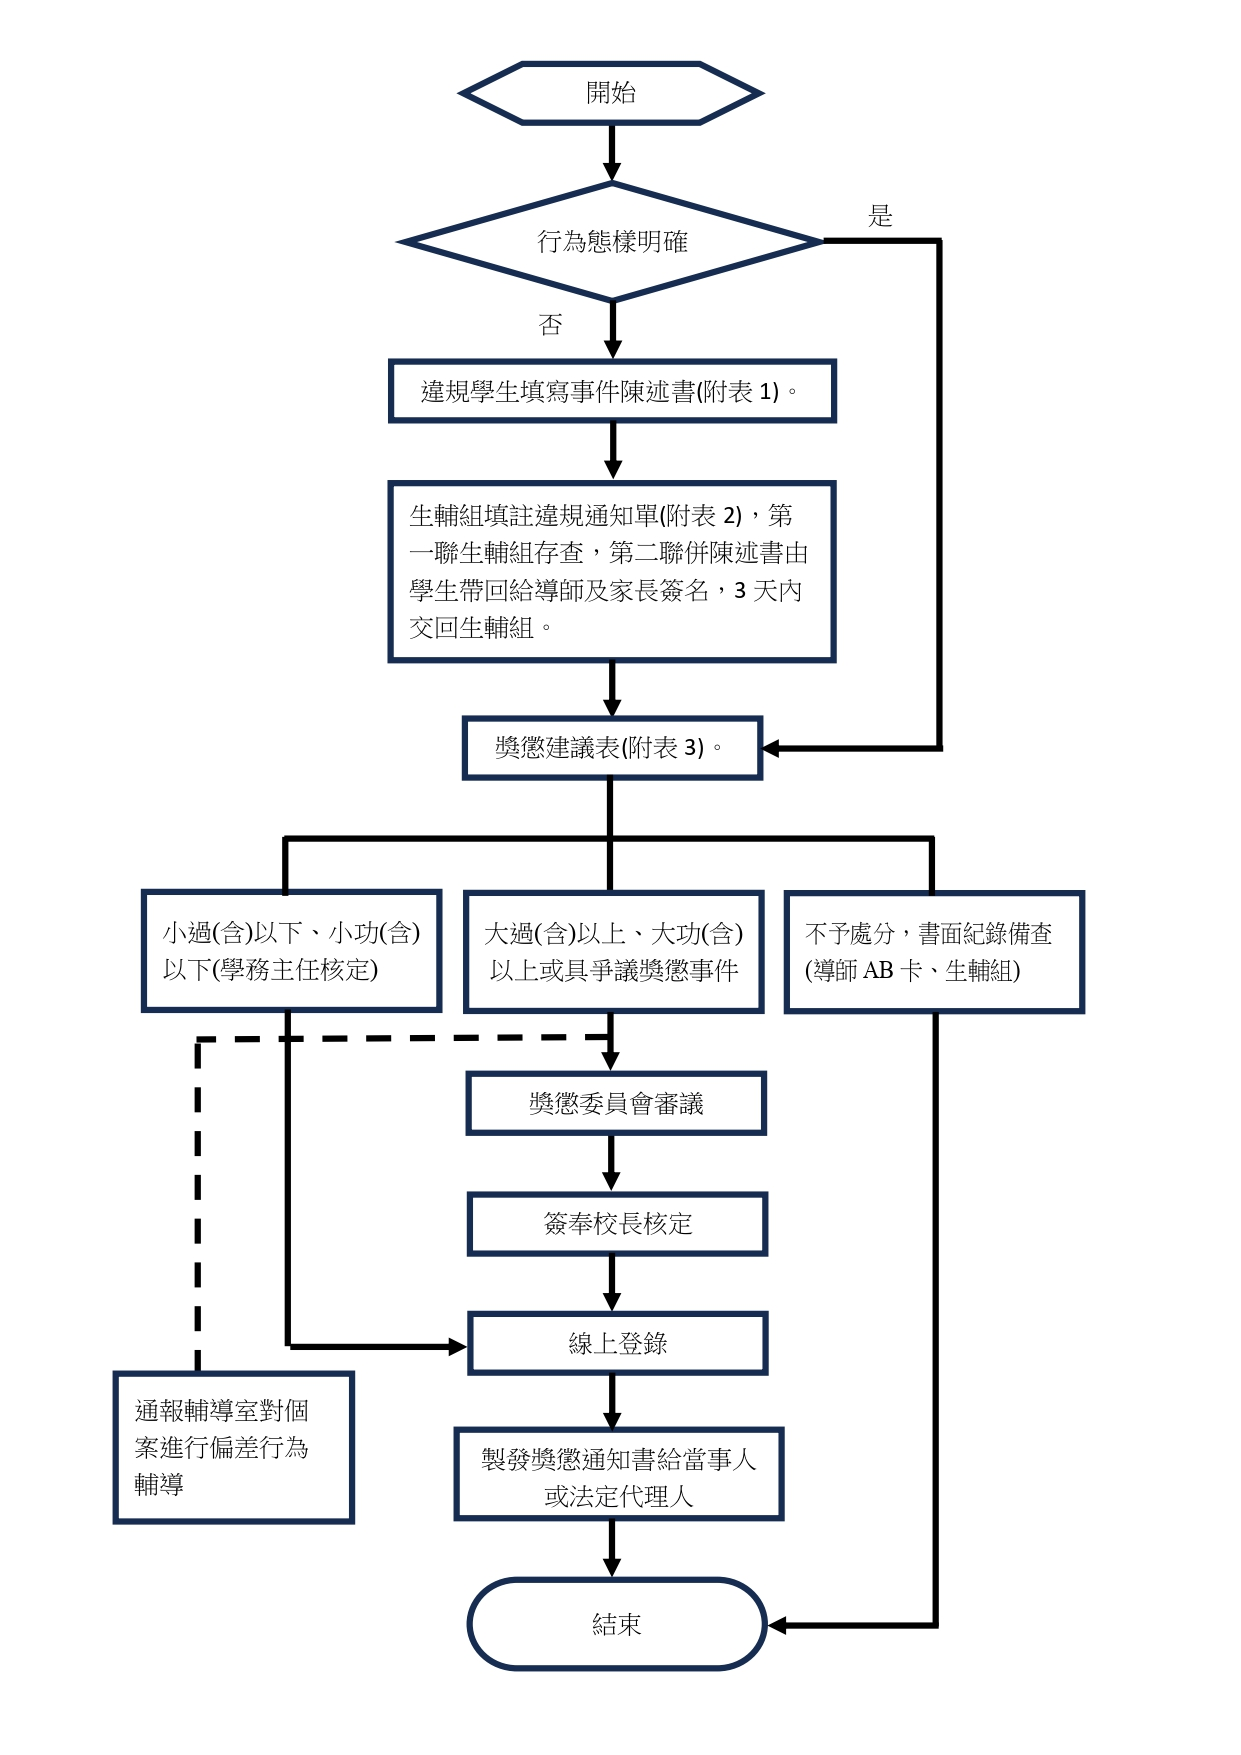 開始
行為態樣明確
是
否
違規學生填寫事件陳述書(附表 1)。
生輔組填註違規通知單(附表 2)，第
一聯生輔組存查，第二聯併陳述書由
學生帶回給導師及家長簽名，3 天內
交回生輔組。
獎懲建議表(附表 3)。
小過(含)以下、小功(含)
以下(學務主任核定)
大過(含)以上、大功(含)
以上或具爭議獎懲事件
不予處分，書面紀錄備查
(導師 AB 卡、生輔組)
獎懲委員會審議
簽奉校長核定
線上登錄
通報輔導室對個
案進行偏差行為
輔導
製發獎懲通知書給當事人
或法定代理人
結束